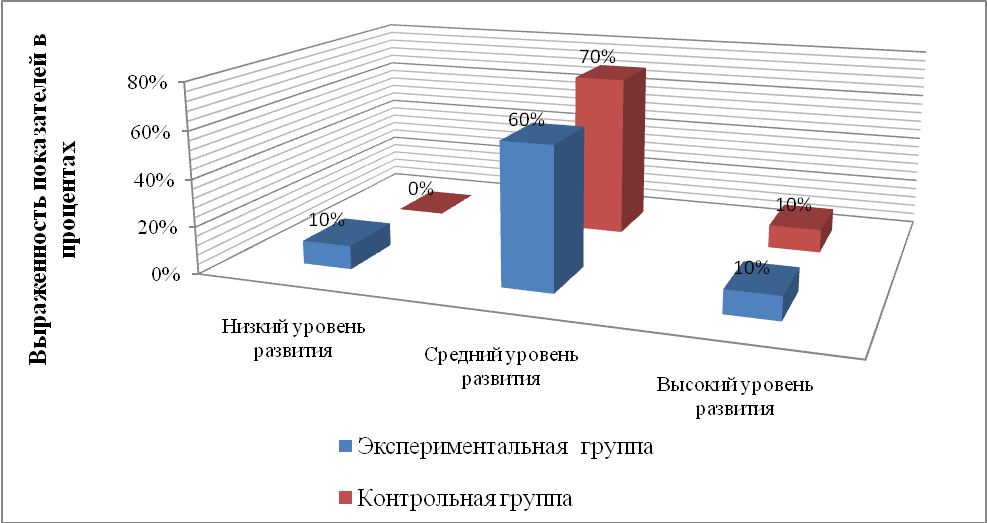 Выраженность показателей в
процентах
80%
60%
40%
20%
0%
10%
0%
60%
70%
10%
10%
Низкий уровень
развития
Средний уровень
развития
Высокий уровень
развития
Экспериментальная группа
Контрольная группа